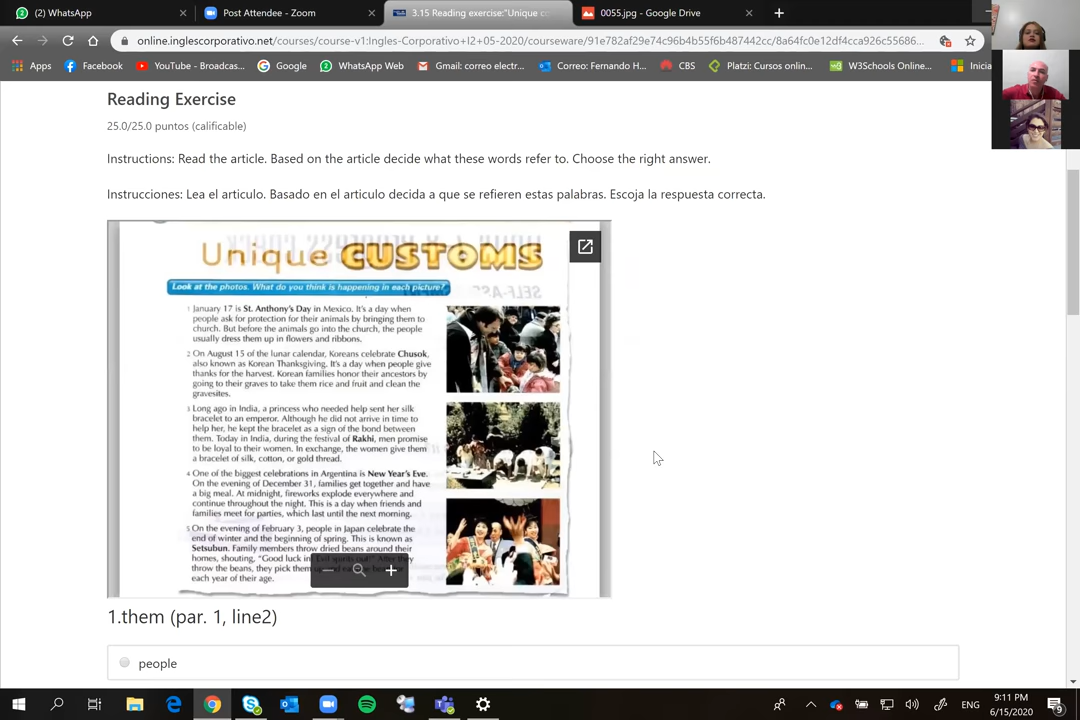 (2) WhatsApp
Post Attendee - Zoom
3.15 Reading exercise:"Unique c
0055.jpg - Google Drive
online.inglescorporativo.net/courses/course-v1:Ingles-Corporativo+I2+05-2020/courseware/91e782af29e74c96b4b55f6b487442cc/8a64fc0e12df4cca926c55686...
Apps
Facebook
YouTube - Broadcas...
Google
WhatsApp Web
Gmail: correo electr...
Correo: Fernando H...
CBS
Platzi: Cursos onlin...
W3Schools Online...
Inicia
Reading Exercise
25.0/25.0 puntos (calificable)
Instructions: Read the article. Based on the article decide what these words refer to. Choose the right answer.
Instrucciones: Lea el articulo. Basado en el articulo decida a que se refieren estas palabras. Escoja la respuesta correcta.
Unique CUSTOMS
Look at the photos. What do you think is happening in each picture?
1 January 17 is St. Anthony's Day in Mexico. It's a day when
people ask for protection for their animals by bringing them to
church. But before the animals go into the church, the people
usually dress them up in flowers and ribbons.
2 On August 15 of the lunar calendar, Koreans celebrate Chusok,
also known as Korean Thanksgiving. It's a day when people give
thanks for the harvest. Korean families honor their ancestors by
going to their graves to take them rice and fruit and clean the
gravesites.
3 Long ago in India, a princess who needed help sent her silk
bracelet to an emperor. Although he did not arrive in time to
help her, he kept the bracelet as a sign of the bond between
them. Today in India, during the festival of Rakhi, men promise
to be loyal to their women. In exchange, the women give them
a bracelet of silk, cotton, or gold thread.
4 One of the biggest celebrations in Argentina is New Year's Eve.
On the evening of December 31, families get together and have
a big meal. At midnight, fireworks explode everywhere and
continue throughout the night. This is a day when friends and
families meet for parties, which last until the next morning.
5 On the evening of February 3, people in Japan celebrate the
end of winter and the beginning of spring. This is known as
Setsubun. Family members throw dried beans around their
homes, shouting, "Good luck in! Evil spirits out!" After they
throw the beans, they pick them up and
each year of their age.
1.them (par. 1, line2)
people
ENG
9:11 PM
6/15/2020